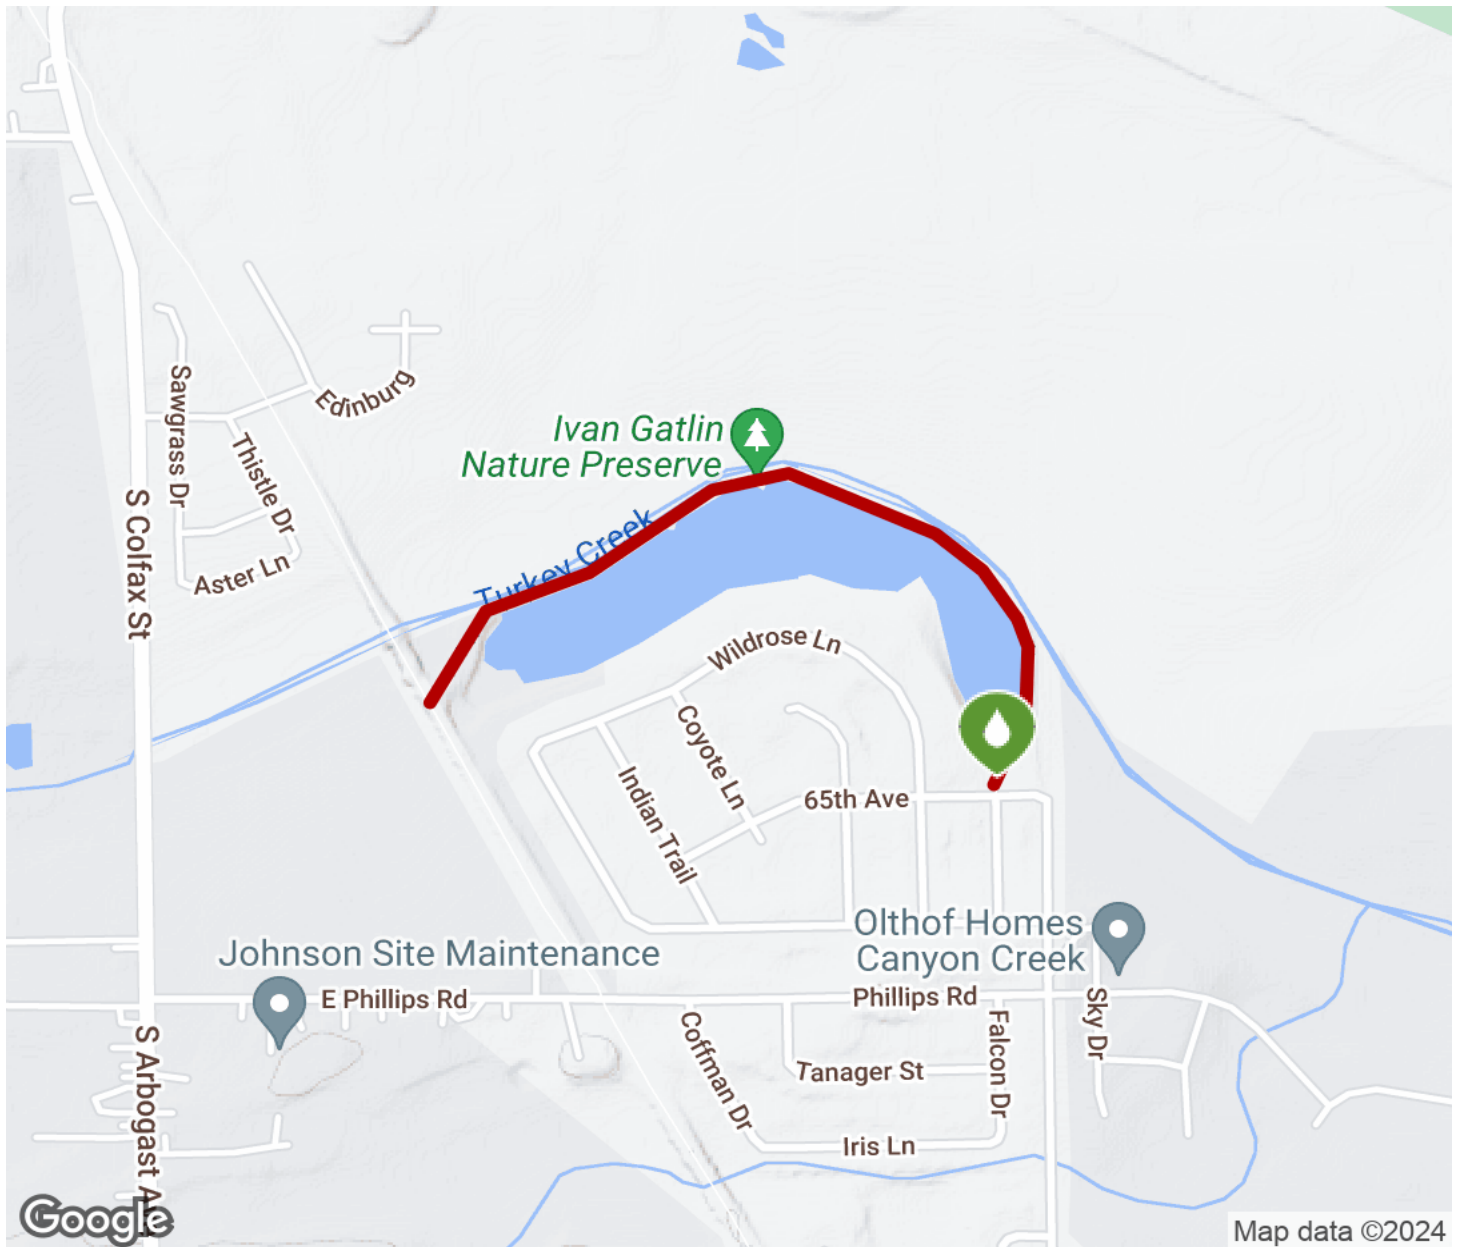 Edinburg
Sawgrass Dr
Thistle Dr
Ivan Gatlin
Nature Preserve
S Colfax St
Turkey Creek
Aster Ln
Wildrose Ln
Coyote Ln
Indian Trail
65th Ave
Olthof Homes
Canyon Creek
Johnson Site Maintenance
E Phillips Rd
Phillips Rd
Sky Dr
Falcon Dr
Coffman Dr
S Arbogast
Tanager St
Iris Ln
Google
Map data ©2024